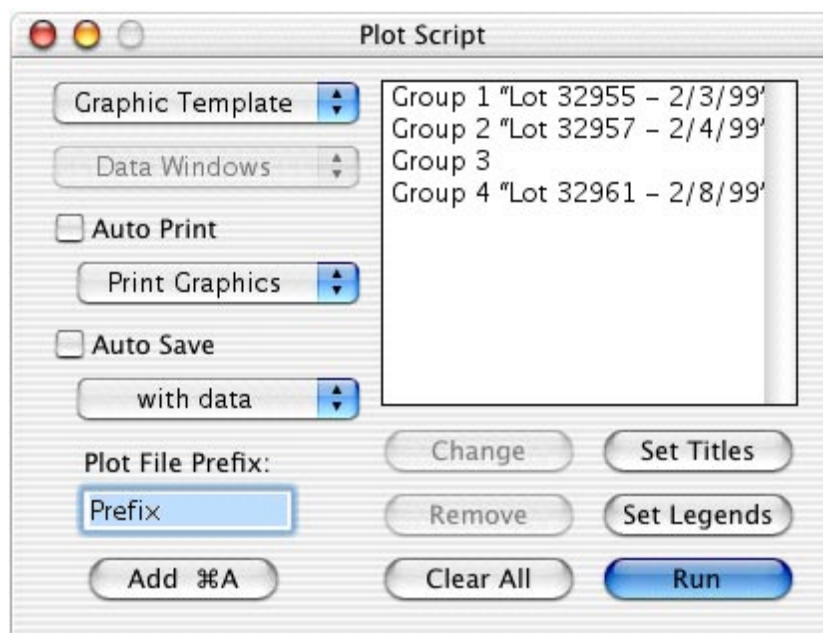 Plot Script
Graphic Template
Data Windows
Auto Print
Print Graphics
Auto Save
with data
Plot File Prefix:
Prefix
Add ⌘A
Group 1 “Lot 32955 – 2/3/99”
Group 2 “Lot 32957 – 2/4/99”
Group 3
Group 4 “Lot 32961 – 2/8/99”
Change
Set Titles
Remove
Set Legends
Clear All
Run